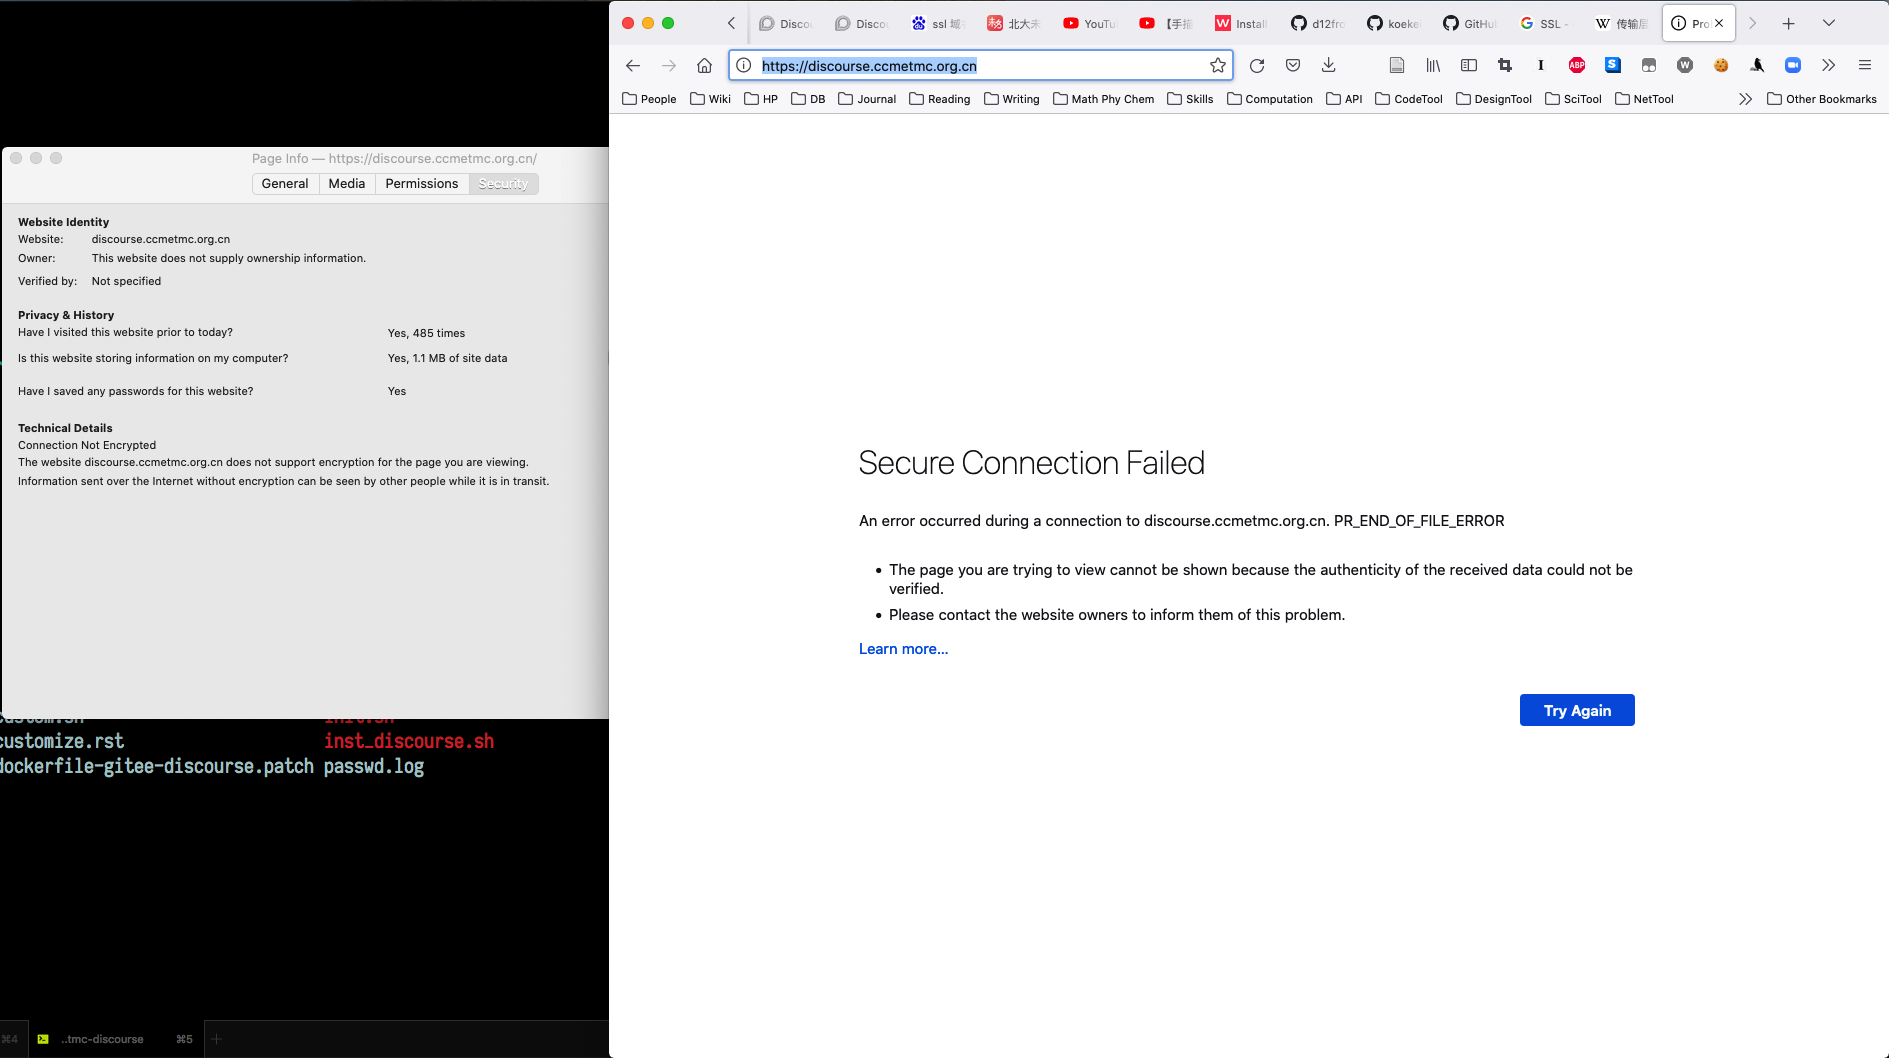 Discou
Discou
ssl 域
北大未
YouTu
【手措
Install
d12fro
koekei
GitHu
SSL -
传输层
Pro
https://discourse.ccmetmc.org.cn
People Wiki HP DB Journal Reading Writing Math Phy Chem Skills Computation API CodeTool DesignTool SciTool NetTool Other Bookmarks
Page Info — https://discourse.ccmetmc.org.cn/
General Media Permissions Security
Website Identity
Website: discourse.ccmetmc.org.cn
Owner: This website does not supply ownership information.
Verified by: Not specified
Privacy & History
Have I visited this website prior to today? Yes, 485 times
Is this website storing information on my computer? Yes, 1.1 MB of site data
Have I saved any passwords for this website? Yes
Technical Details
Connection Not Encrypted
The website discourse.ccmetmc.org.cn does not support encryption for the page you are viewing.
Information sent over the Internet without encryption can be seen by other people while it is in transit.
custom.sh init.sh
customize.rst inst_discourse.sh
dockerfile-gitee-discourse.patch passwd.log
⌘4 ..tmc-discourse ⌘5
Secure Connection Failed
An error occurred during a connection to discourse.ccmetmc.org.cn. PR_END_OF_FILE_ERROR
The page you are trying to view cannot be shown because the authenticity of the received data could not be
verified.
Please contact the website owners to inform them of this problem.
Learn more...
Try Again